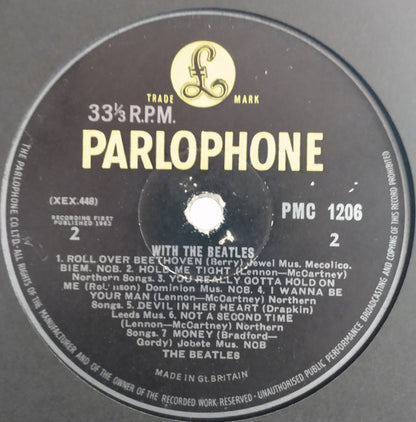 £
TRADE MARK
33⅓ R.P.M.
PARLOPHONE
(XEX.448)
PMC 1206
RECORDING FIRST
PUBLISHED 1963
2
2
WITH THE BEATLES
1. ROLL OVER BEETHOVEN (Berry) Jewel Mus. Mecolico.
BIEM. NOB 2. HOLD ME TIGHT (Lennon—McCartney)
Northern Songs. 3. YOU REALLY GOTTA HOLD ON
ME Dominion Mus. NOB 4. I WANNA BE
YOUR MAN (Lennon—McCartney) Northern
Songs. 5. DEVIL IN HER HEART (Drapkin)
Leeds Mus. 6. NOT A SECOND TIME
(Lennon—McCartney) Northern
Songs. 7 MONEY (Bradford—
Gordy) Jobete Mus. NOB
THE BEATLES
MADE IN Gt. BRITAIN
THE PARLOPHONE CO. LTD. ALL RIGHTS OF THE MANUFACTURER AND OF THE OWNER OF THE RECORDED WORK RESERVED - UNAUTHORISED PUBLIC PERFORMANCE BROADCASTING AND COPYING OF THIS RECORD PROHIBITED